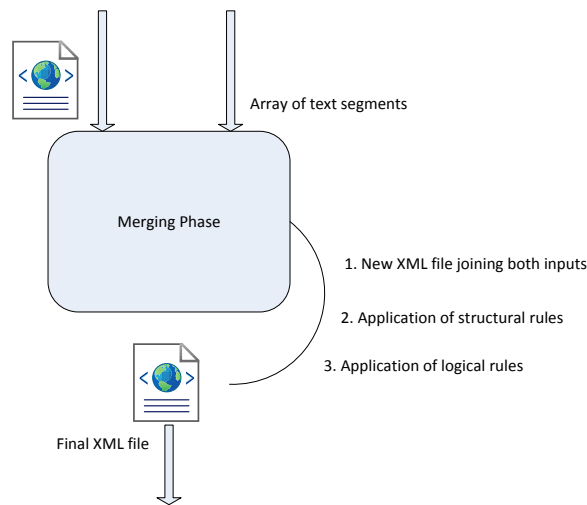 Array of text segments
Merging Phase
1. New XML file joining both inputs
2. Application of structural rules
3. Application of logical rules
Final XML file